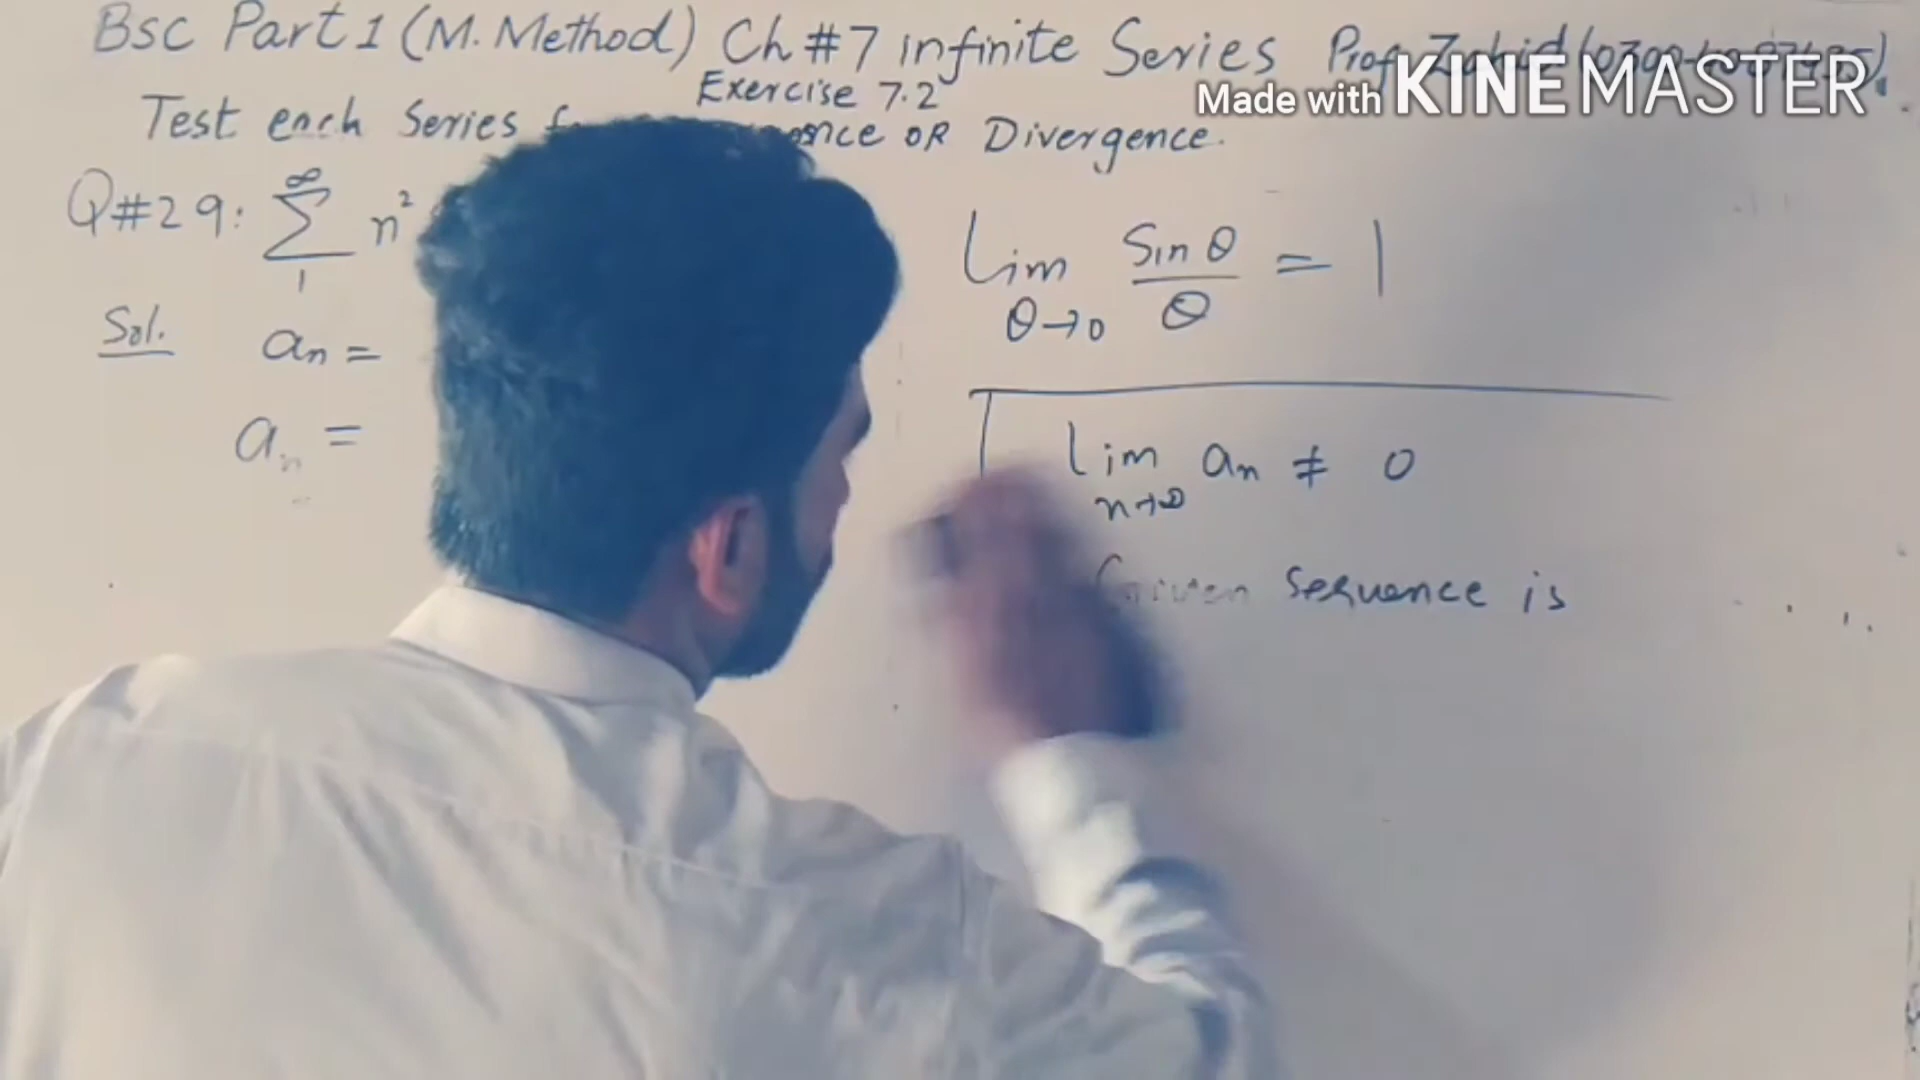 Bsc Part 1 (M. Method) Ch #7 infinite Series Prof Zahid
Made with KINEMASTER
Exercise 7.2
Test each Series OR Divergence.
Q#29: ∞ ∑ 1 n²
Lim θ→0 Sin θ / θ = 1
Sol. an =
an =
lim n→∞ an ≠ 0
Given sequence is